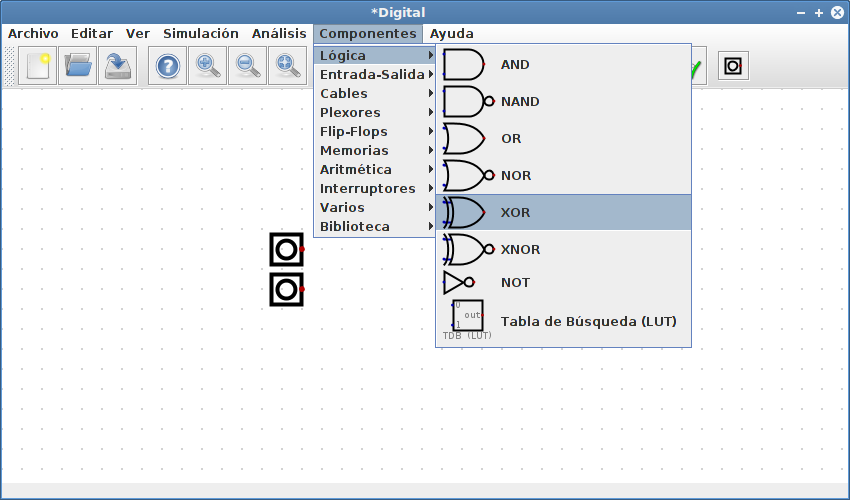 *Digital
Archivo Editar Ver Simulación Análisis Componentes Ayuda
Lógica
Entrada-Salida
Cables
Plexores
Flip-Flops
Memorias
Aritmética
Interruptores
Varios
Biblioteca
AND
NAND
OR
NOR
XOR
XNOR
NOT
0
out
1
TDB (LUT)
Tabla de Búsqueda (LUT)